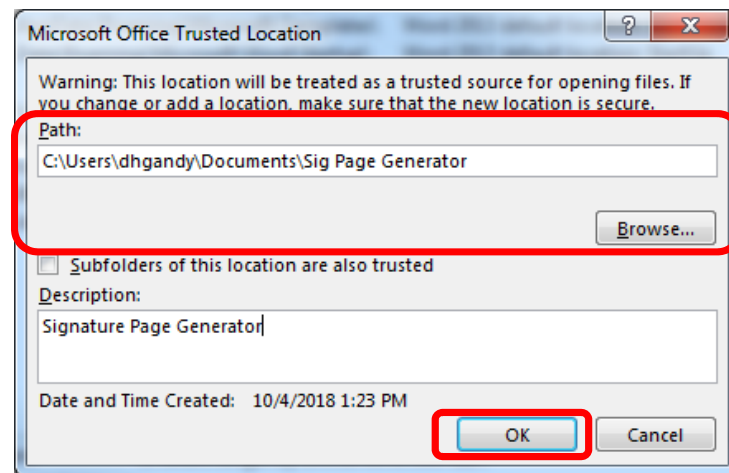 Microsoft Office Trusted Location
Warning: This location will be treated as a trusted source for opening files. If
you change or add a location, make sure that the new location is secure.
Path:
C:\Users\dhgandy\Documents\Sig Page Generator
Browse...
Subfolders of this location are also trusted
Description:
Signature Page Generator
Date and Time Created: 10/4/2018 1:23 PM
OK Cancel